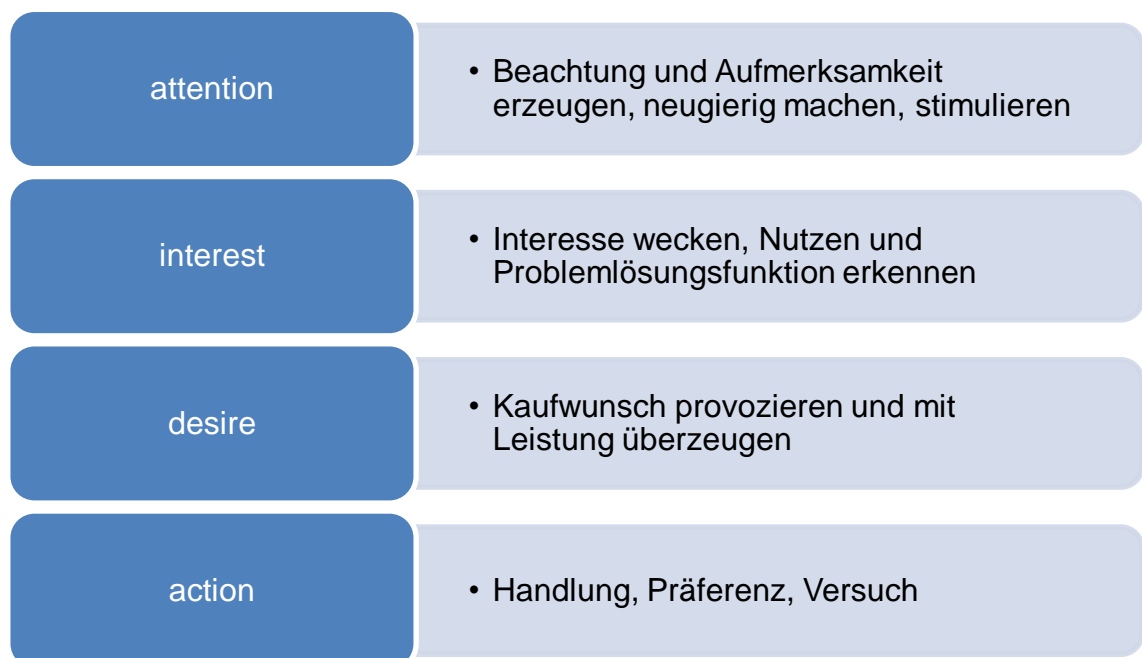 attention
• Beachtung und Aufmerksamkeit
erzeugen, neugierig machen, stimulieren
interest
• Interesse wecken, Nutzen und
Problemlösungsfunktion erkennen
desire
• Kaufwunsch provozieren und mit
Leistung überzeugen
action
• Handlung, Präferenz, Versuch